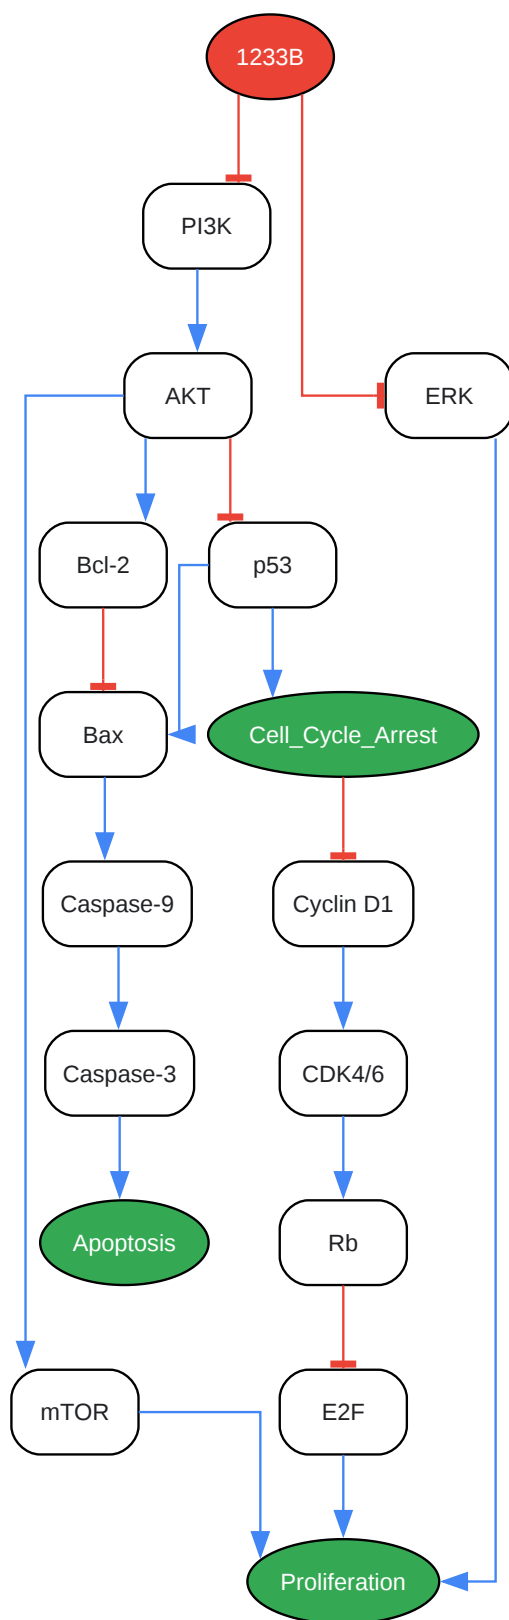 1233B
PI3K
AKT
ERK
Bcl-2
p53
Bax
Cell_Cycle_Arrest
Caspase-9
Cyclin D1
Caspase-3
CDK4/6
Apoptosis
Rb
mTOR
E2F
Proliferation